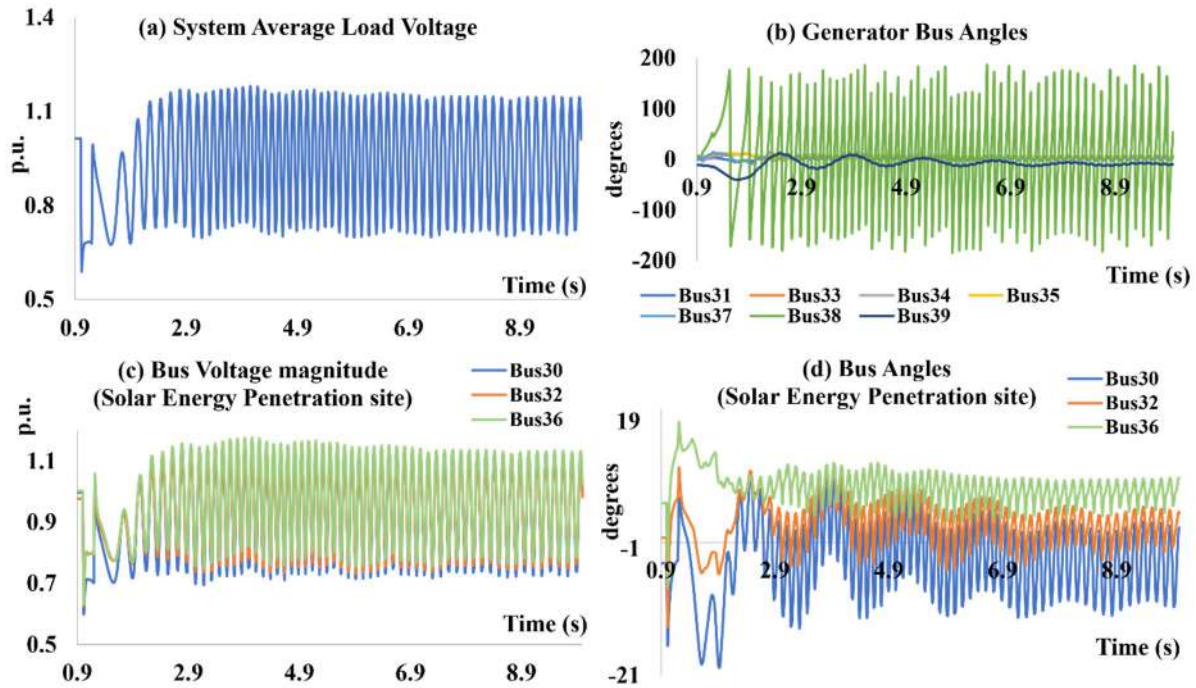 (a) System Average Load Voltage
1.4
1.1
0.8
0.5
p.u.
Time (s)
0.9 2.9 4.9 6.9 8.9
(b) Generator Bus Angles
200
100
0
-100
-200
degrees
0.9 2.9 4.9 6.9 8.9
Time (s)
Bus31 Bus33 Bus34 Bus35
Bus37 Bus38 Bus39
(c) Bus Voltage magnitude
(Solar Energy Penetration site)
Bus30
Bus32
Bus36
p.u.
1.1
0.9
0.7
0.5
Time (s)
0.9 2.9 4.9 6.9 8.9
(d) Bus Angles
(Solar Energy Penetration site)
Bus30
Bus32
Bus36
19
-1
-21
degrees
0.9 2.9 4.9 6.9 8.9
Time (s)